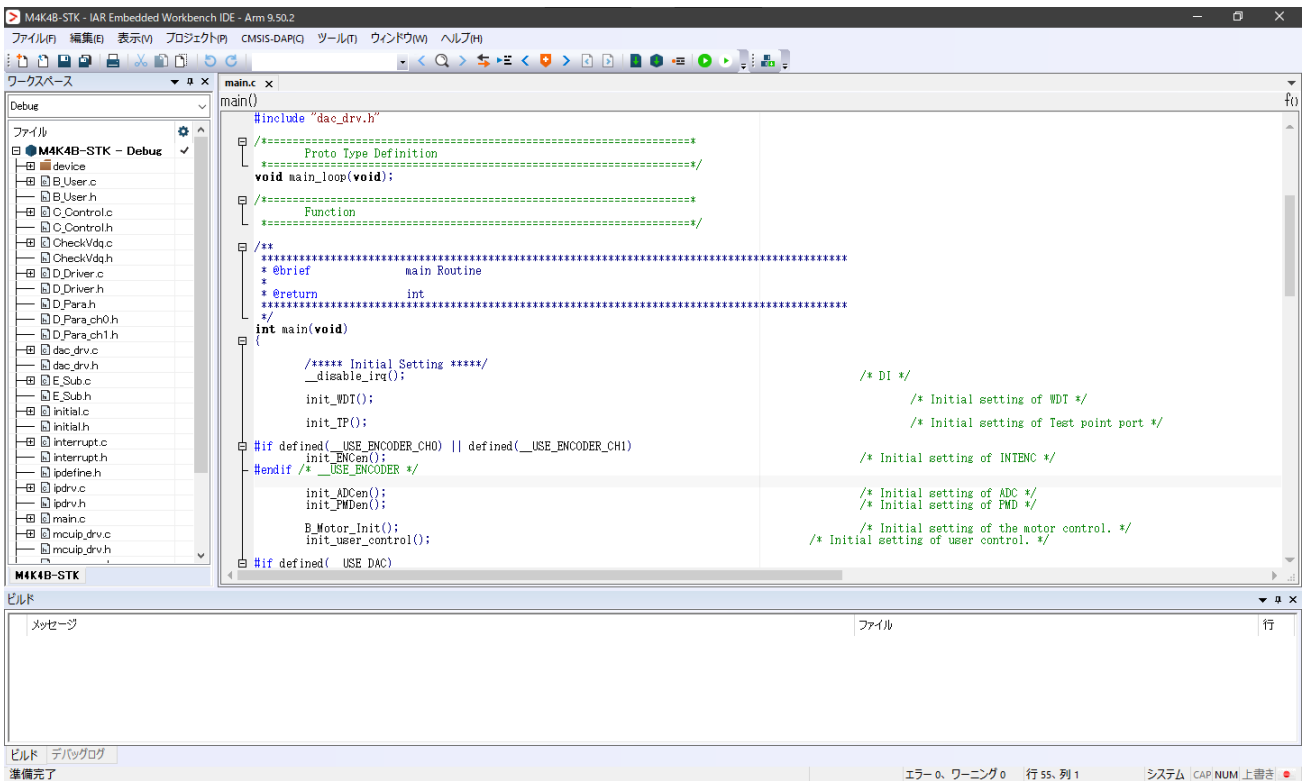 M4K4B-STK - IAR Embedded Workbench IDE - Arm 9.50.2
ファイル(F) 編集(E) 表示(V) プロジェクト(P) CMSIS-DAP(C) ツール(T) ウィンドウ(W) ヘルプ(H)
ワークスペース
Debug
ファイル
M4K4B-STK - Debug
device
B_User.c
B_User.h
C_Control.c
C_Control.h
CheckVdq.c
CheckVdq.h
D_Driver.c
D_Driver.h
D_Para.h
D_Para_ch0.h
D_Para_ch1.h
dac_drv.c
dac_drv.h
E_Sub.c
E_Sub.h
initial.c
initial.h
interrupt.c
interrupt.h
ipdefine.h
ipdrv.c
ipdrv.h
main.c
mcuip_drv.c
mcuip_drv.h
M4K4B-STK
main.c
main()
f()
#include "dac_drv.h"
/*===================================================================*
Proto Type Definition
*===================================================================*/
void main_loop(void);
/*===================================================================*
Function
*===================================================================*/
/**
*********************************************************************************************
* @brief main Routine
*
* @return int
*********************************************************************************************
*/
int main(void)
{
/***** Initial Setting *****/
__disable_irq(); /* DI */
init_WDT(); /* Initial setting of WDT */
init_TP(); /* Initial setting of Test point port */
#if defined(__USE_ENCODER_CH0) || defined(__USE_ENCODER_CH1)
init_ENCen(); /* Initial setting of INTENC */
#endif /* __USE_ENCODER */
init_ADCen(); /* Initial setting of ADC */
init_PMDen(); /* Initial setting of PMD */
B_Motor_Init(); /* Initial setting of the motor control. */
init_user_control(); /* Initial setting of user control. */
#if defined(__USE_DAC)
ビルド
メッセージ ファイル 行
ビルド デバッグログ
準備完了 エラー 0、ワーニング 0 行 55、列 1 システム CAP NUM 上書き